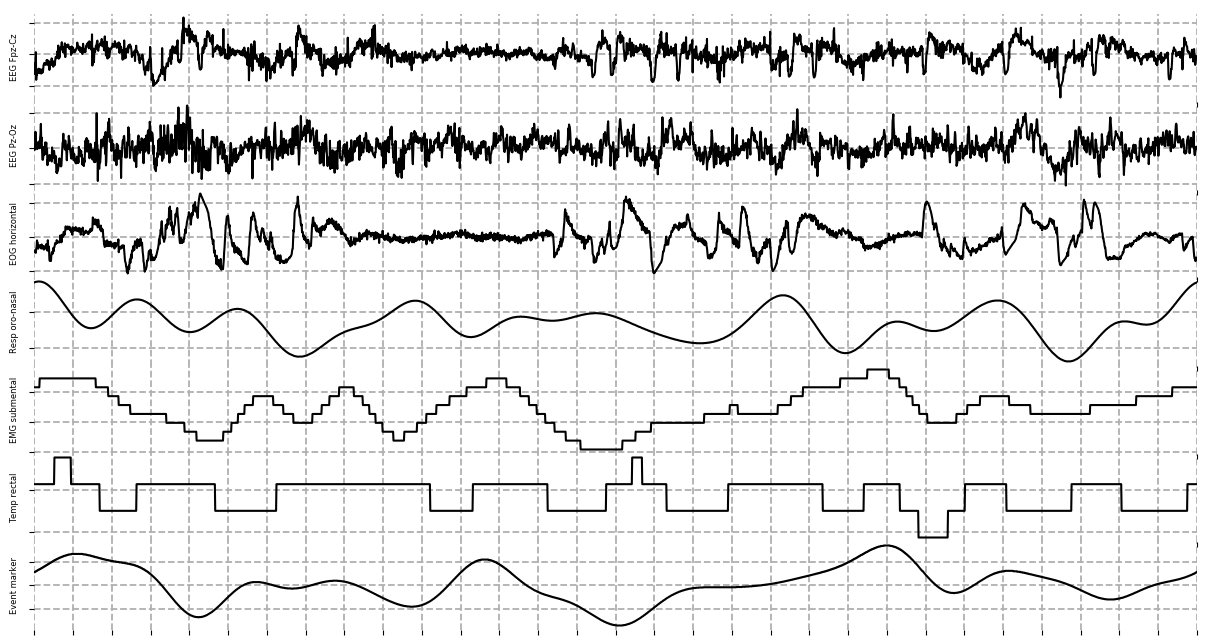 EEG Fpz-Cz
EEG Pz-Oz
EOG horizontal
Resp oro-nasal
EMG submental
Temp rectal
Event marker